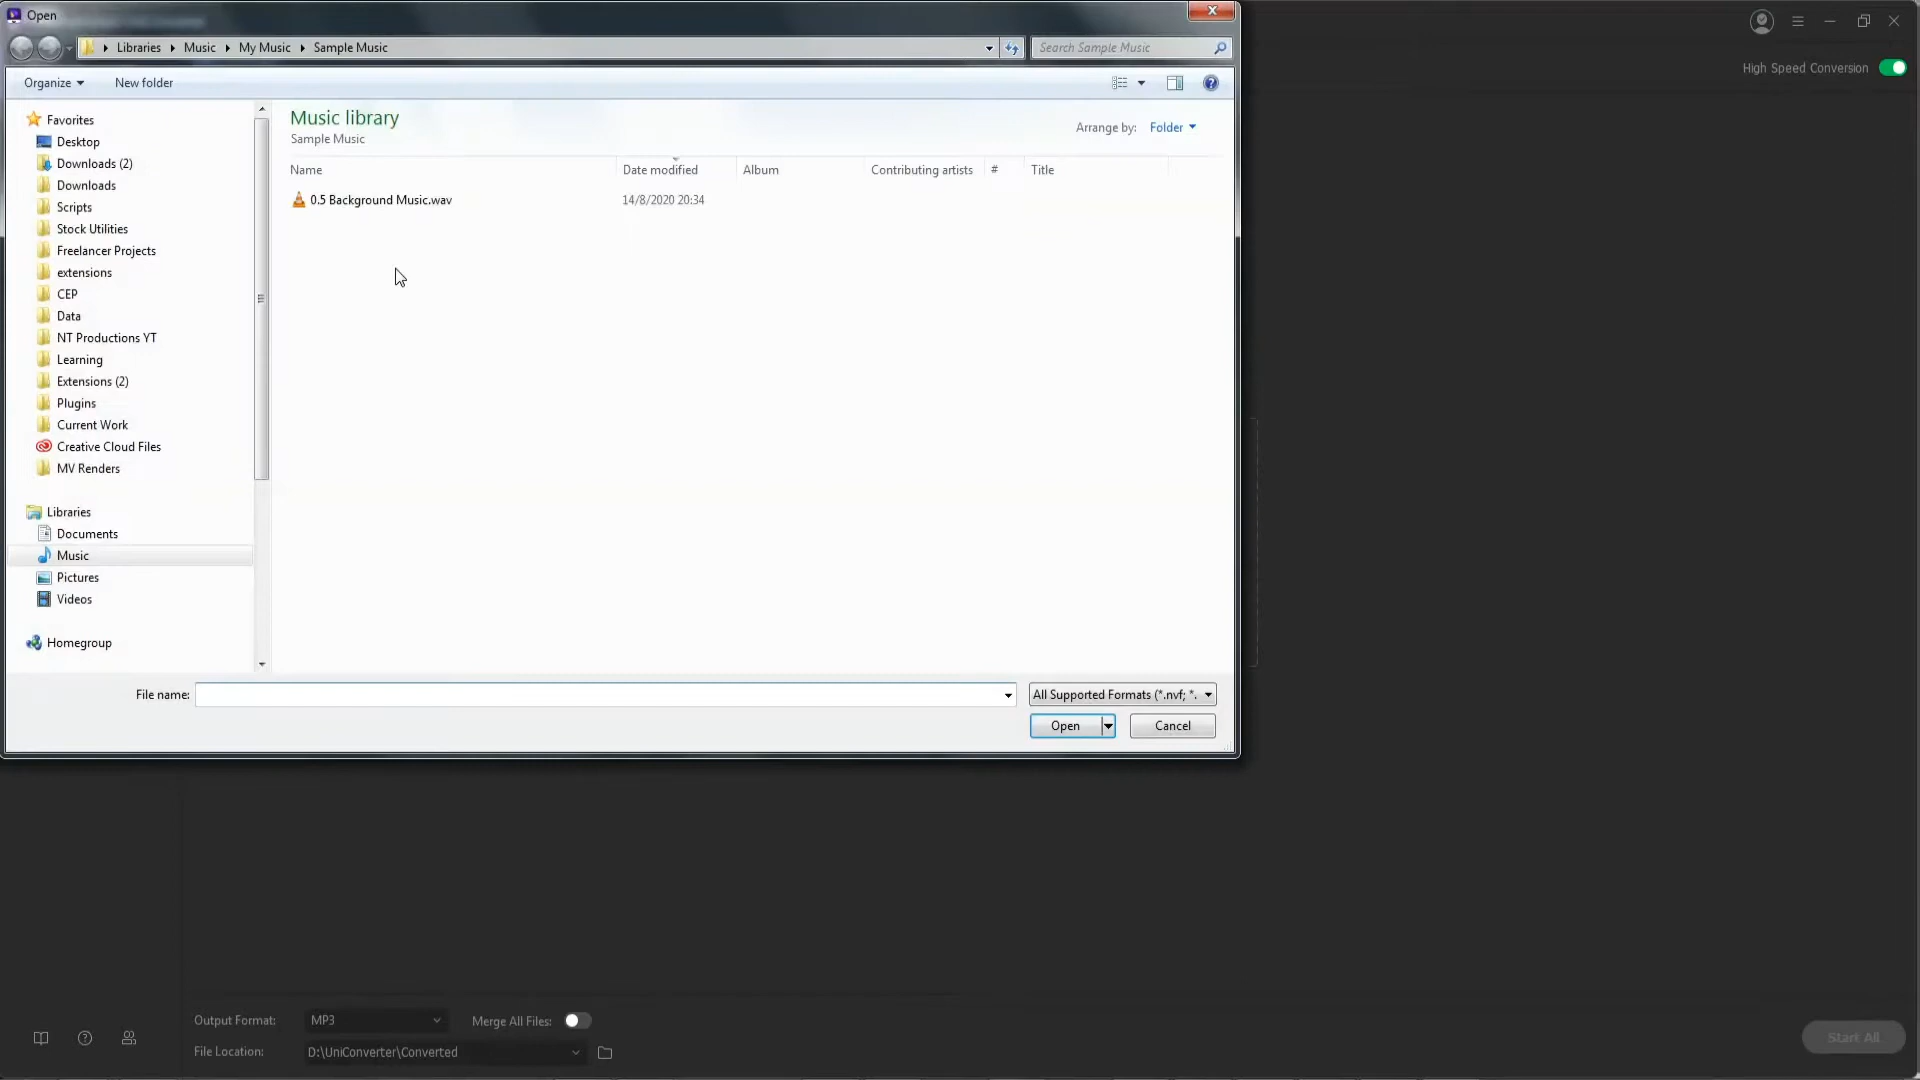 Open
Libraries Music My Music Sample Music
Search Sample Music
High Speed Conversion
Organize New folder
Favorites
Desktop
Downloads (2)
Downloads
Scripts
Stock Utilities
Freelancer Projects
extensions
CEP
Data
NT Productions YT
Learning
Extensions (2)
Plugins
Current Work
Creative Cloud Files
MV Renders
Libraries
Documents
Music
Pictures
Videos
Homegroup
Music library
Sample Music
Arrange by: Folder
Name Date modified Album Contributing artists # Title
0.5 Background Music.wav 14/8/2020 20:34
File name:
All Supported Formats (*.nvf; *.
Open Cancel
Output Format: MP3 Merge All Files:
File Location: D:\UniConverter\Converted
Start All